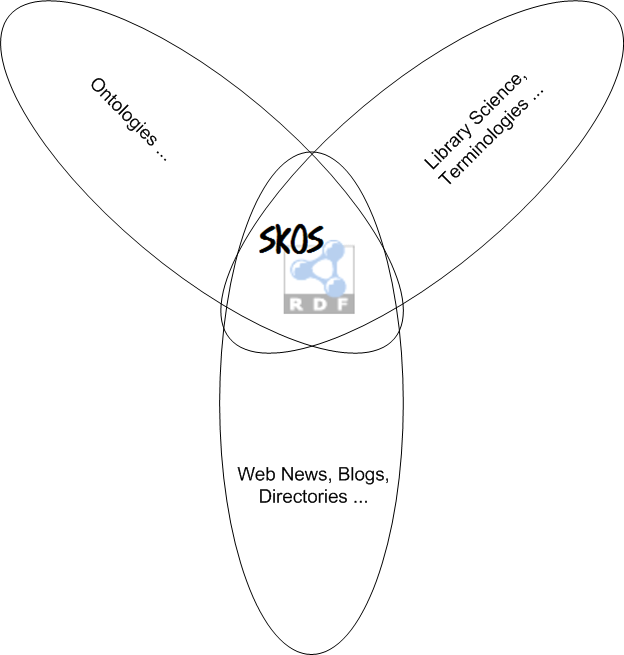 Ontologies ...
Library Science,
Terminologies ...
SKOS
RDF
Web News, Blogs,
Directories ...